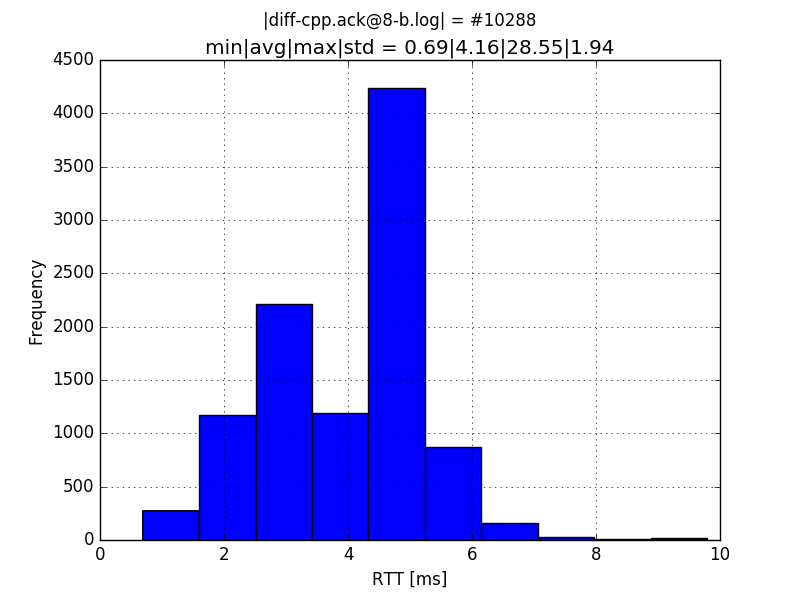 |diff-cpp.ack@8-b.log| = #10288
min|avg|max|std = 0.69|4.16|28.55|1.94
4500
4000
3500
3000
2500
2000
1500
1000
500
0
Frequency
0 2 4 6 8 10
RTT [ms]